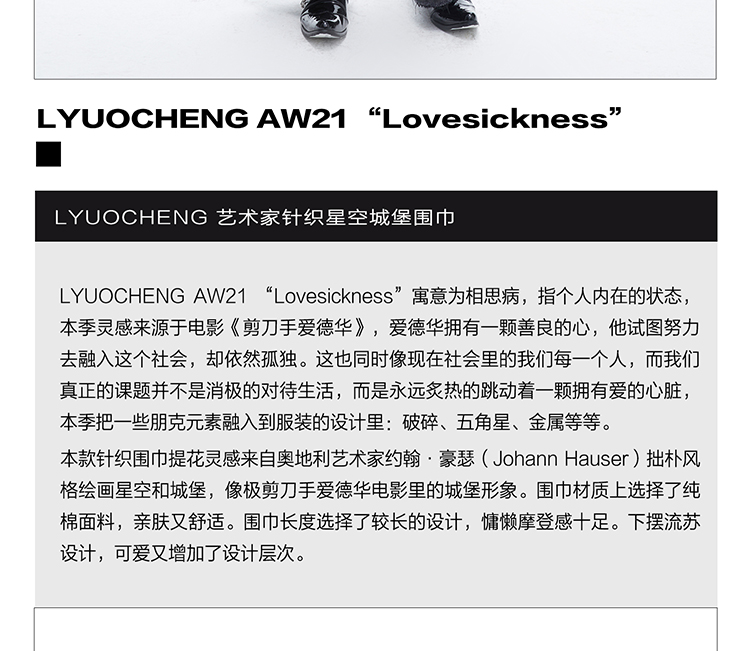 LYUOCHENG AW21 “Lovesickness”
LYUOCHENG 艺术家针织星空城堡围巾
LYUOCHENG AW21 “Lovesickness”寓意为相思病，指个人内在的状态，
本季灵感来源于电影《剪刀手爱德华》，爱德华拥有一颗善良的心，他试图努力
去融入这个社会，却依然孤独。这也同时像现在社会里的我们每一个人，而我们
真正的课题并不是消极的对待生活，而是永远炙热的跳动着一颗拥有爱的心脏，
本季把一些朋克元素融入到服装的设计里：破碎、五角星、金属等等。
本款针织围巾提花灵感来自奥地利艺术家约翰·豪瑟（Johann Hauser）拙朴风
格绘画星空和城堡，像极剪刀手爱德华电影里的城堡形象。围巾材质上选择了纯
棉面料，亲肤又舒适。围巾长度选择了较长的设计，慵懒摩登感十足。下摆流苏
设计，可爱又增加了设计层次。